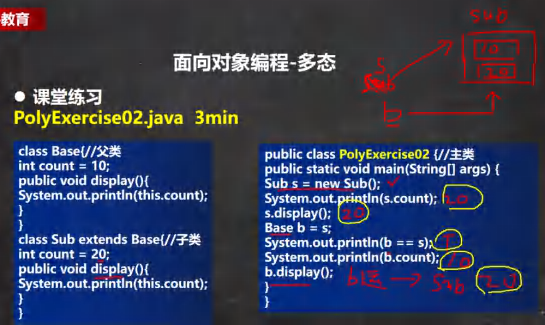 教育
面向对象编程-多态
● 课堂练习
PolyExercise02.java 3min
class Base{//父类
int count = 10;
public void display(){
System.out.println(this.count);
}
}
class Sub extends Base{//子类
int count = 20;
public void display(){
System.out.println(this.count);
}
}
public class PolyExercise02 {//主类
public static void main(String[] args) {
Sub s = new Sub();
System.out.println(s.count); 20
s.display(); 20
Base b = s;
System.out.println(b == s); T
System.out.println(b.count); 10
b.display(); Sub 20
}
}
sub
10
20
s
b